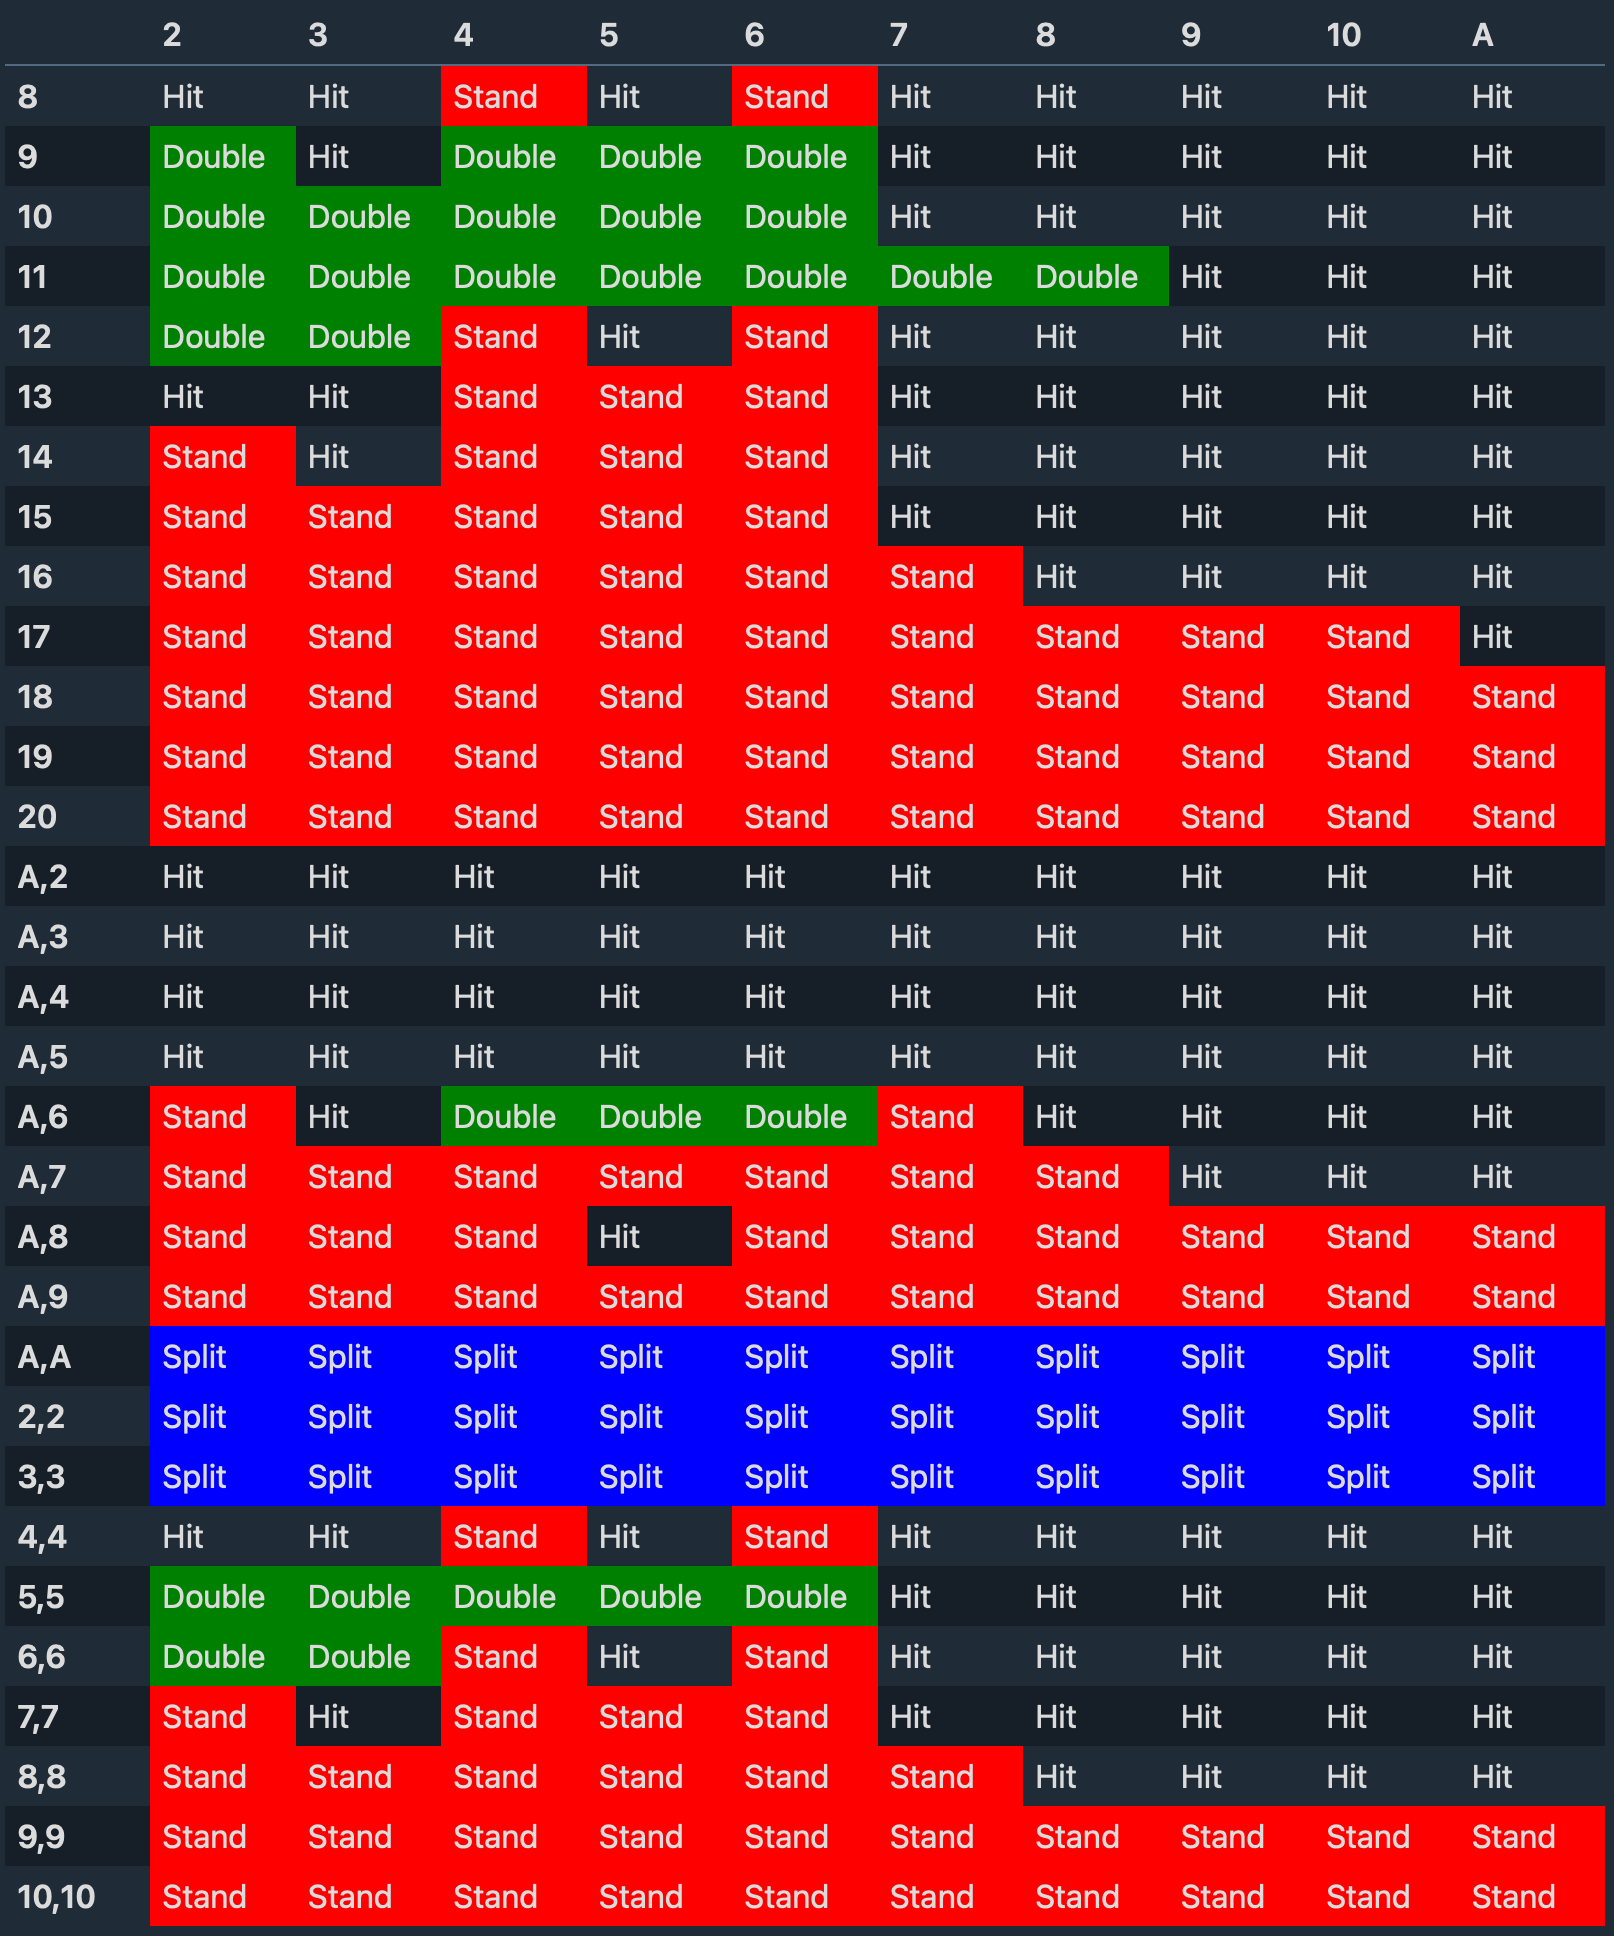 2 3 4 5 6 7 8 9 10 A
8 Hit Hit Stand Hit Stand Hit Hit Hit Hit Hit
9 Double Hit Double Double Double Hit Hit Hit Hit Hit
10 Double Double Double Double Double Hit Hit Hit Hit Hit
11 Double Double Double Double Double Double Double Hit Hit Hit
12 Double Double Stand Hit Stand Hit Hit Hit Hit Hit
13 Hit Hit Stand Stand Stand Hit Hit Hit Hit Hit
14 Stand Hit Stand Stand Stand Hit Hit Hit Hit Hit
15 Stand Stand Stand Stand Stand Hit Hit Hit Hit Hit
16 Stand Stand Stand Stand Stand Stand Hit Hit Hit Hit
17 Stand Stand Stand Stand Stand Stand Stand Stand Stand Hit
18 Stand Stand Stand Stand Stand Stand Stand Stand Stand Stand
19 Stand Stand Stand Stand Stand Stand Stand Stand Stand Stand
20 Stand Stand Stand Stand Stand Stand Stand Stand Stand Stand
A,2 Hit Hit Hit Hit Hit Hit Hit Hit Hit Hit
A,3 Hit Hit Hit Hit Hit Hit Hit Hit Hit Hit
A,4 Hit Hit Hit Hit Hit Hit Hit Hit Hit Hit
A,5 Hit Hit Hit Hit Hit Hit Hit Hit Hit Hit
A,6 Stand Hit Double Double Double Stand Hit Hit Hit Hit
A,7 Stand Stand Stand Stand Stand Stand Stand Hit Hit Hit
A,8 Stand Stand Stand Hit Stand Stand Stand Stand Stand Stand
A,9 Stand Stand Stand Stand Stand Stand Stand Stand Stand Stand
A,A Split Split Split Split Split Split Split Split Split Split
2,2 Split Split Split Split Split Split Split Split Split Split
3,3 Split Split Split Split Split Split Split Split Split Split
4,4 Hit Hit Stand Hit Stand Hit Hit Hit Hit Hit
5,5 Double Double Double Double Double Hit Hit Hit Hit Hit
6,6 Double Double Stand Hit Stand Hit Hit Hit Hit Hit
7,7 Stand Hit Stand Stand Stand Hit Hit Hit Hit Hit
8,8 Stand Stand Stand Stand Stand Stand Hit Hit Hit Hit
9,9 Stand Stand Stand Stand Stand Stand Stand Stand Stand Stand
10,10 Stand Stand Stand Stand Stand Stand Stand Stand Stand Stand